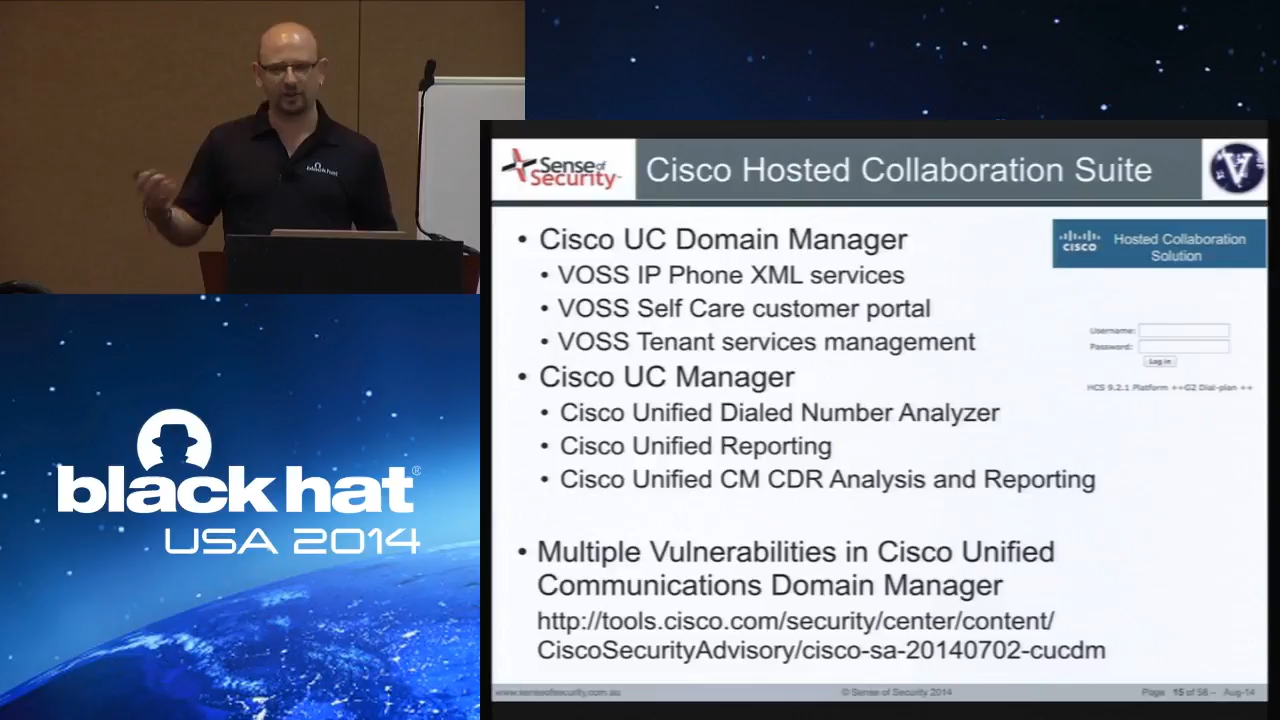 black hat
Sense of
Security
Cisco Hosted Collaboration Suite
V
• Cisco UC Domain Manager
• VOSS IP Phone XML services
• VOSS Self Care customer portal
• VOSS Tenant services management
• Cisco UC Manager
• Cisco Unified Dialed Number Analyzer
• Cisco Unified Reporting
• Cisco Unified CM CDR Analysis and Reporting
• Multiple Vulnerabilities in Cisco Unified
Communications Domain Manager
http://tools.cisco.com/security/center/content/
CiscoSecurityAdvisory/cisco-sa-20140702-cucdm
CISCO
Hosted Collaboration
Solution
Username:
Password:
Log in
HCS 9.2.1 Platform ++G2 Dial-plan ++
black hat®
USA 2014
www.senseofsecurity.com.au
© Sense of Security 2014
Page 15 of 58 – Aug-14